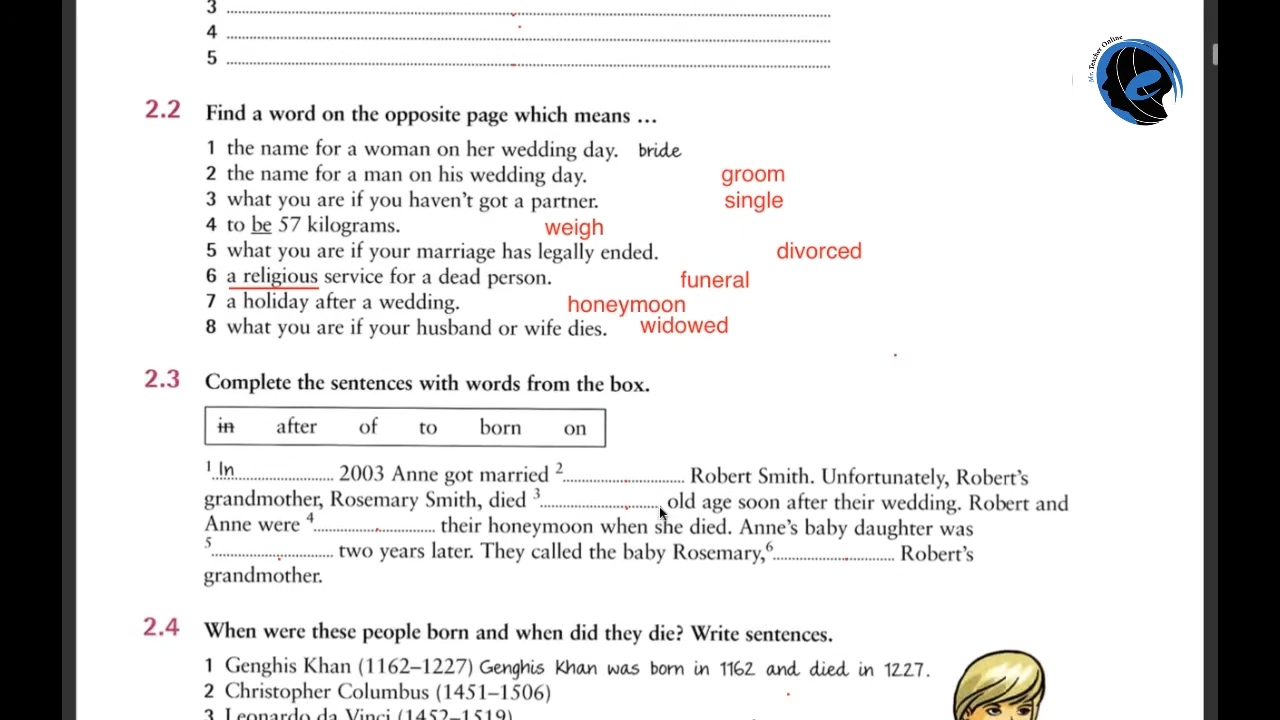 3
4
5
2.2 Find a word on the opposite page which means …
1 the name for a woman on her wedding day. bride
2 the name for a man on his wedding day. groom
3 what you are if you haven't got a partner. single
4 to be 57 kilograms. weigh
5 what you are if your marriage has legally ended. divorced
6 a religious service for a dead person. funeral
7 a holiday after a wedding. honeymoon
8 what you are if your husband or wife dies. widowed
2.3 Complete the sentences with words from the box.
in after of to born on
1 In 2003 Anne got married 2 Robert Smith. Unfortunately, Robert's
grandmother, Rosemary Smith, died 3 old age soon after their wedding. Robert and
Anne were 4 their honeymoon when she died. Anne's baby daughter was
5 two years later. They called the baby Rosemary,6 Robert's
grandmother.
2.4 When were these people born and when did they die? Write sentences.
1 Genghis Khan (1162–1227) Genghis Khan was born in 1162 and died in 1227.
2 Christopher Columbus (1451–1506)
3 Leonardo da Vinci (1452–1519)
Mr. Teacher Online